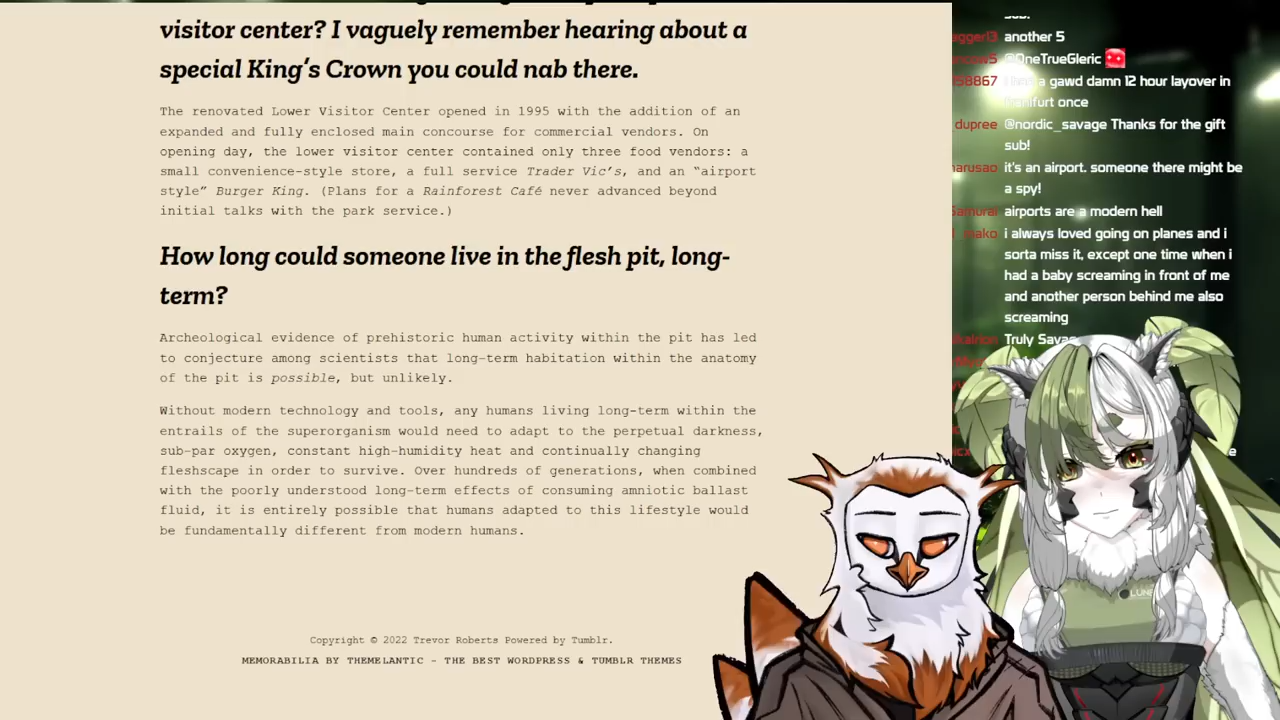 visitor center? I vaguely remember hearing about a
special King's Crown you could nab there.
The renovated Lower Visitor Center opened in 1995 with the addition of an
expanded and fully enclosed main concourse for commercial vendors. On
opening day, the lower visitor center contained only three food vendors: a
small convenience-style store, a full service Trader Vic's, and an “airport
style” Burger King. (Plans for a Rainforest Café never advanced beyond
initial talks with the park service.)
How long could someone live in the flesh pit, long-
term?
Archeological evidence of prehistoric human activity within the pit has led
to conjecture among scientists that long-term habitation within the anatomy
of the pit is possible, but unlikely.
Without modern technology and tools, any humans living long-term within the
entrails of the superorganism would need to adapt to the perpetual darkness,
sub-par oxygen, constant high-humidity heat and continually changing
fleshscape in order to survive. Over hundreds of generations, when combined
with the poorly understood long-term effects of consuming amniotic ballast
fluid, it is entirely possible that humans adapted to this lifestyle would
be fundamentally different from modern humans.
Copyright © 2022 Trevor Roberts Powered by Tumblr.
MEMORABILIA BY THEMELANTIC - THE BEST WORDPRESS & TUMBLR THEMES
sub!
another 5
@OneTrueGleric
gawd damn 12 hour layover in
once
dupree @nordic_savage Thanks for the gift
sub!
it's an airport. someone there might be
a spy!
airports are a modern hell
i always loved going on planes and i
sorta miss it, except one time when i
had a baby screaming in front of me
and another person behind me also
screaming
Truly